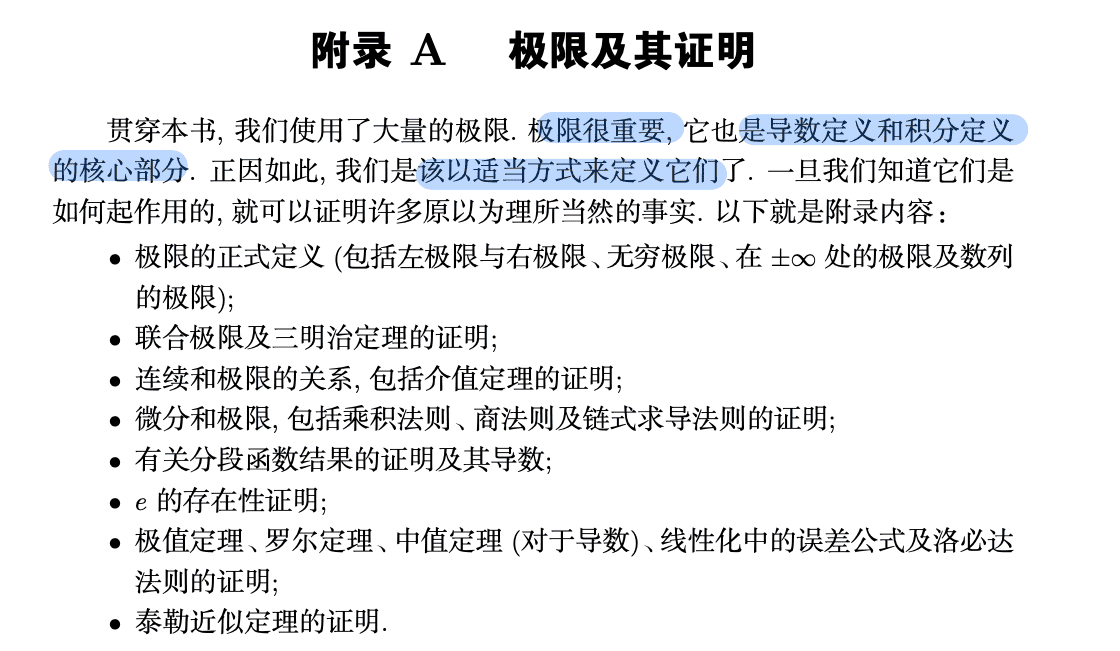 附录 A 极限及其证明
贯穿本书, 我们使用了大量的极限. 极限很重要, 它也是导数定义和积分定义
的核心部分. 正因如此, 我们是该以适当方式来定义它们了. 一旦我们知道它们是
如何起作用的, 就可以证明许多原以为理所当然的事实. 以下就是附录内容：
• 极限的正式定义 (包括左极限与右极限、无穷极限、在 ±∞ 处的极限及数列
的极限);
• 联合极限及三明治定理的证明;
• 连续和极限的关系, 包括介值定理的证明;
• 微分和极限, 包括乘积法则、商法则及链式求导法则的证明;
• 有关分段函数结果的证明及其导数;
• e 的存在性证明;
• 极值定理、罗尔定理、中值定理 (对于导数)、线性化中的误差公式及洛必达
法则的证明;
• 泰勒近似定理的证明.